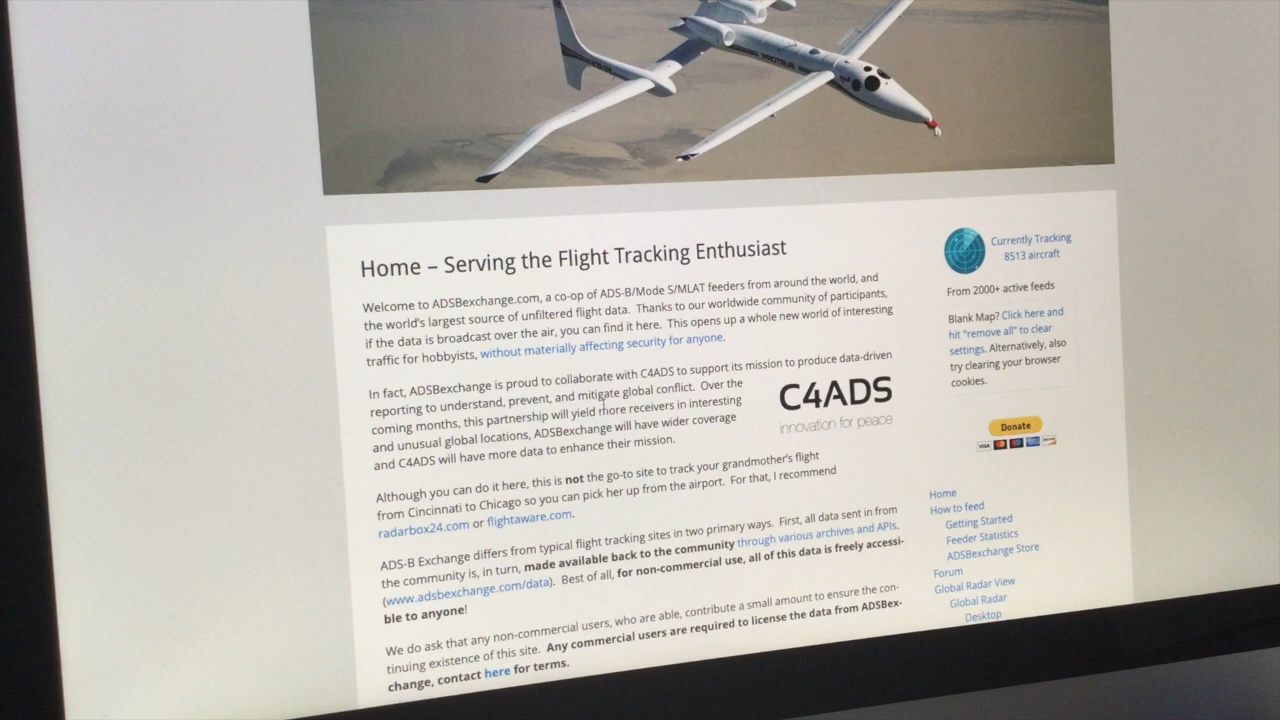 PROTEUS
Home – Serving the Flight Tracking Enthusiast
Welcome to ADSBexchange.com, a co-op of ADS-B/Mode S/MLAT feeders from around the world, and
the world's largest source of unfiltered flight data. Thanks to our worldwide community of participants,
if the data is broadcast over the air, you can find it here. This opens up a whole new world of interesting
traffic for hobbyists, without materially affecting security for anyone.
In fact, ADSBexchange is proud to collaborate with C4ADS to support its mission to produce data-driven
reporting to understand, prevent, and mitigate global conflict. Over the
coming months, this partnership will yield more receivers in interesting
and unusual global locations, ADSBexchange will have wider coverage
and C4ADS will have more data to enhance their mission.
C4ADS
innovation for peace
Although you can do it here, this is not the go-to site to track your grandmother's flight
from Cincinnati to Chicago so you can pick her up from the airport. For that, I recommend
radarbox24.com or flightaware.com.
ADS-B Exchange differs from typical flight tracking sites in two primary ways. First, all data sent in from
the community is, in turn, made available back to the community through various archives and APIs.
(www.adsbexchange.com/data). Best of all, for non-commercial use, all of this data is freely accessi-
ble to anyone!
We do ask that any non-commercial users, who are able, contribute a small amount to ensure the con-
tinuing existence of this site. Any commercial users are required to license the data from ADSBex-
change, contact here for terms.
Currently Tracking
8513 aircraft
From 2000+ active feeds
Blank Map? Click here and
hit "remove all" to clear
settings. Alternatively, also
try clearing your browser
cookies.
Donate
VISA
Home
How to feed
Getting Started
Feeder Statistics
ADSBexchange Store
Forum
Global Radar View
Global Radar
Desktop